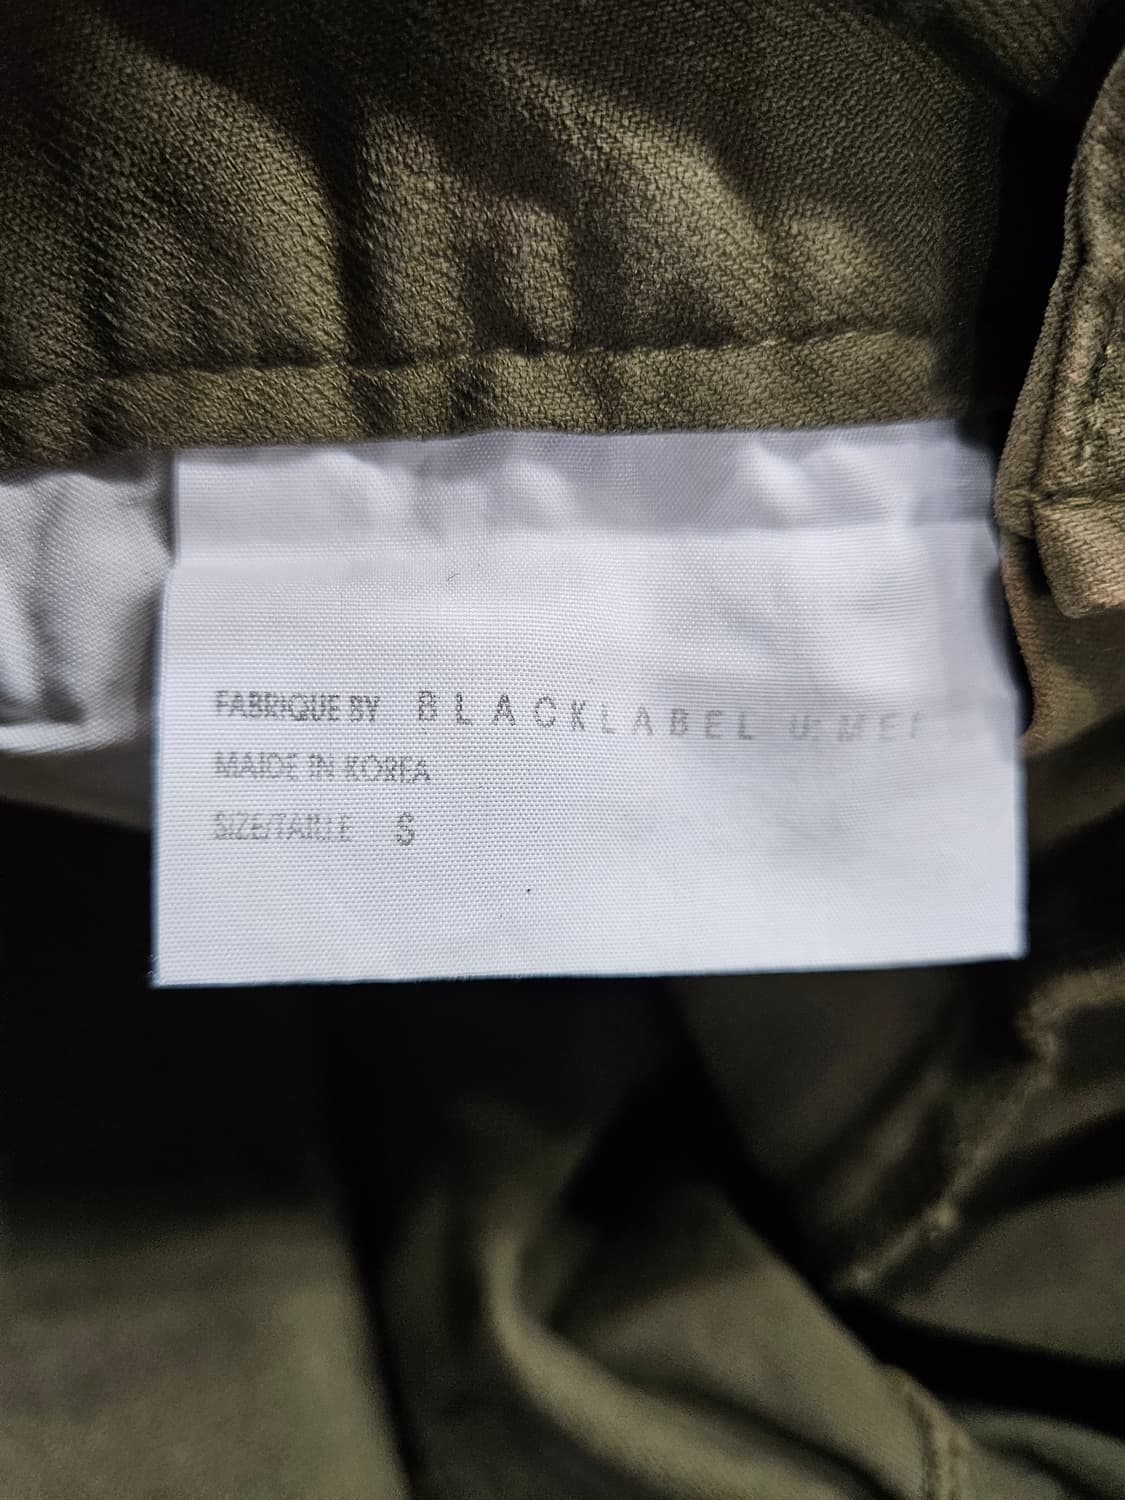 FABRIQUE BY BLACKLABEL
MAIDE IN KOREA
SIZE/TAILLE S